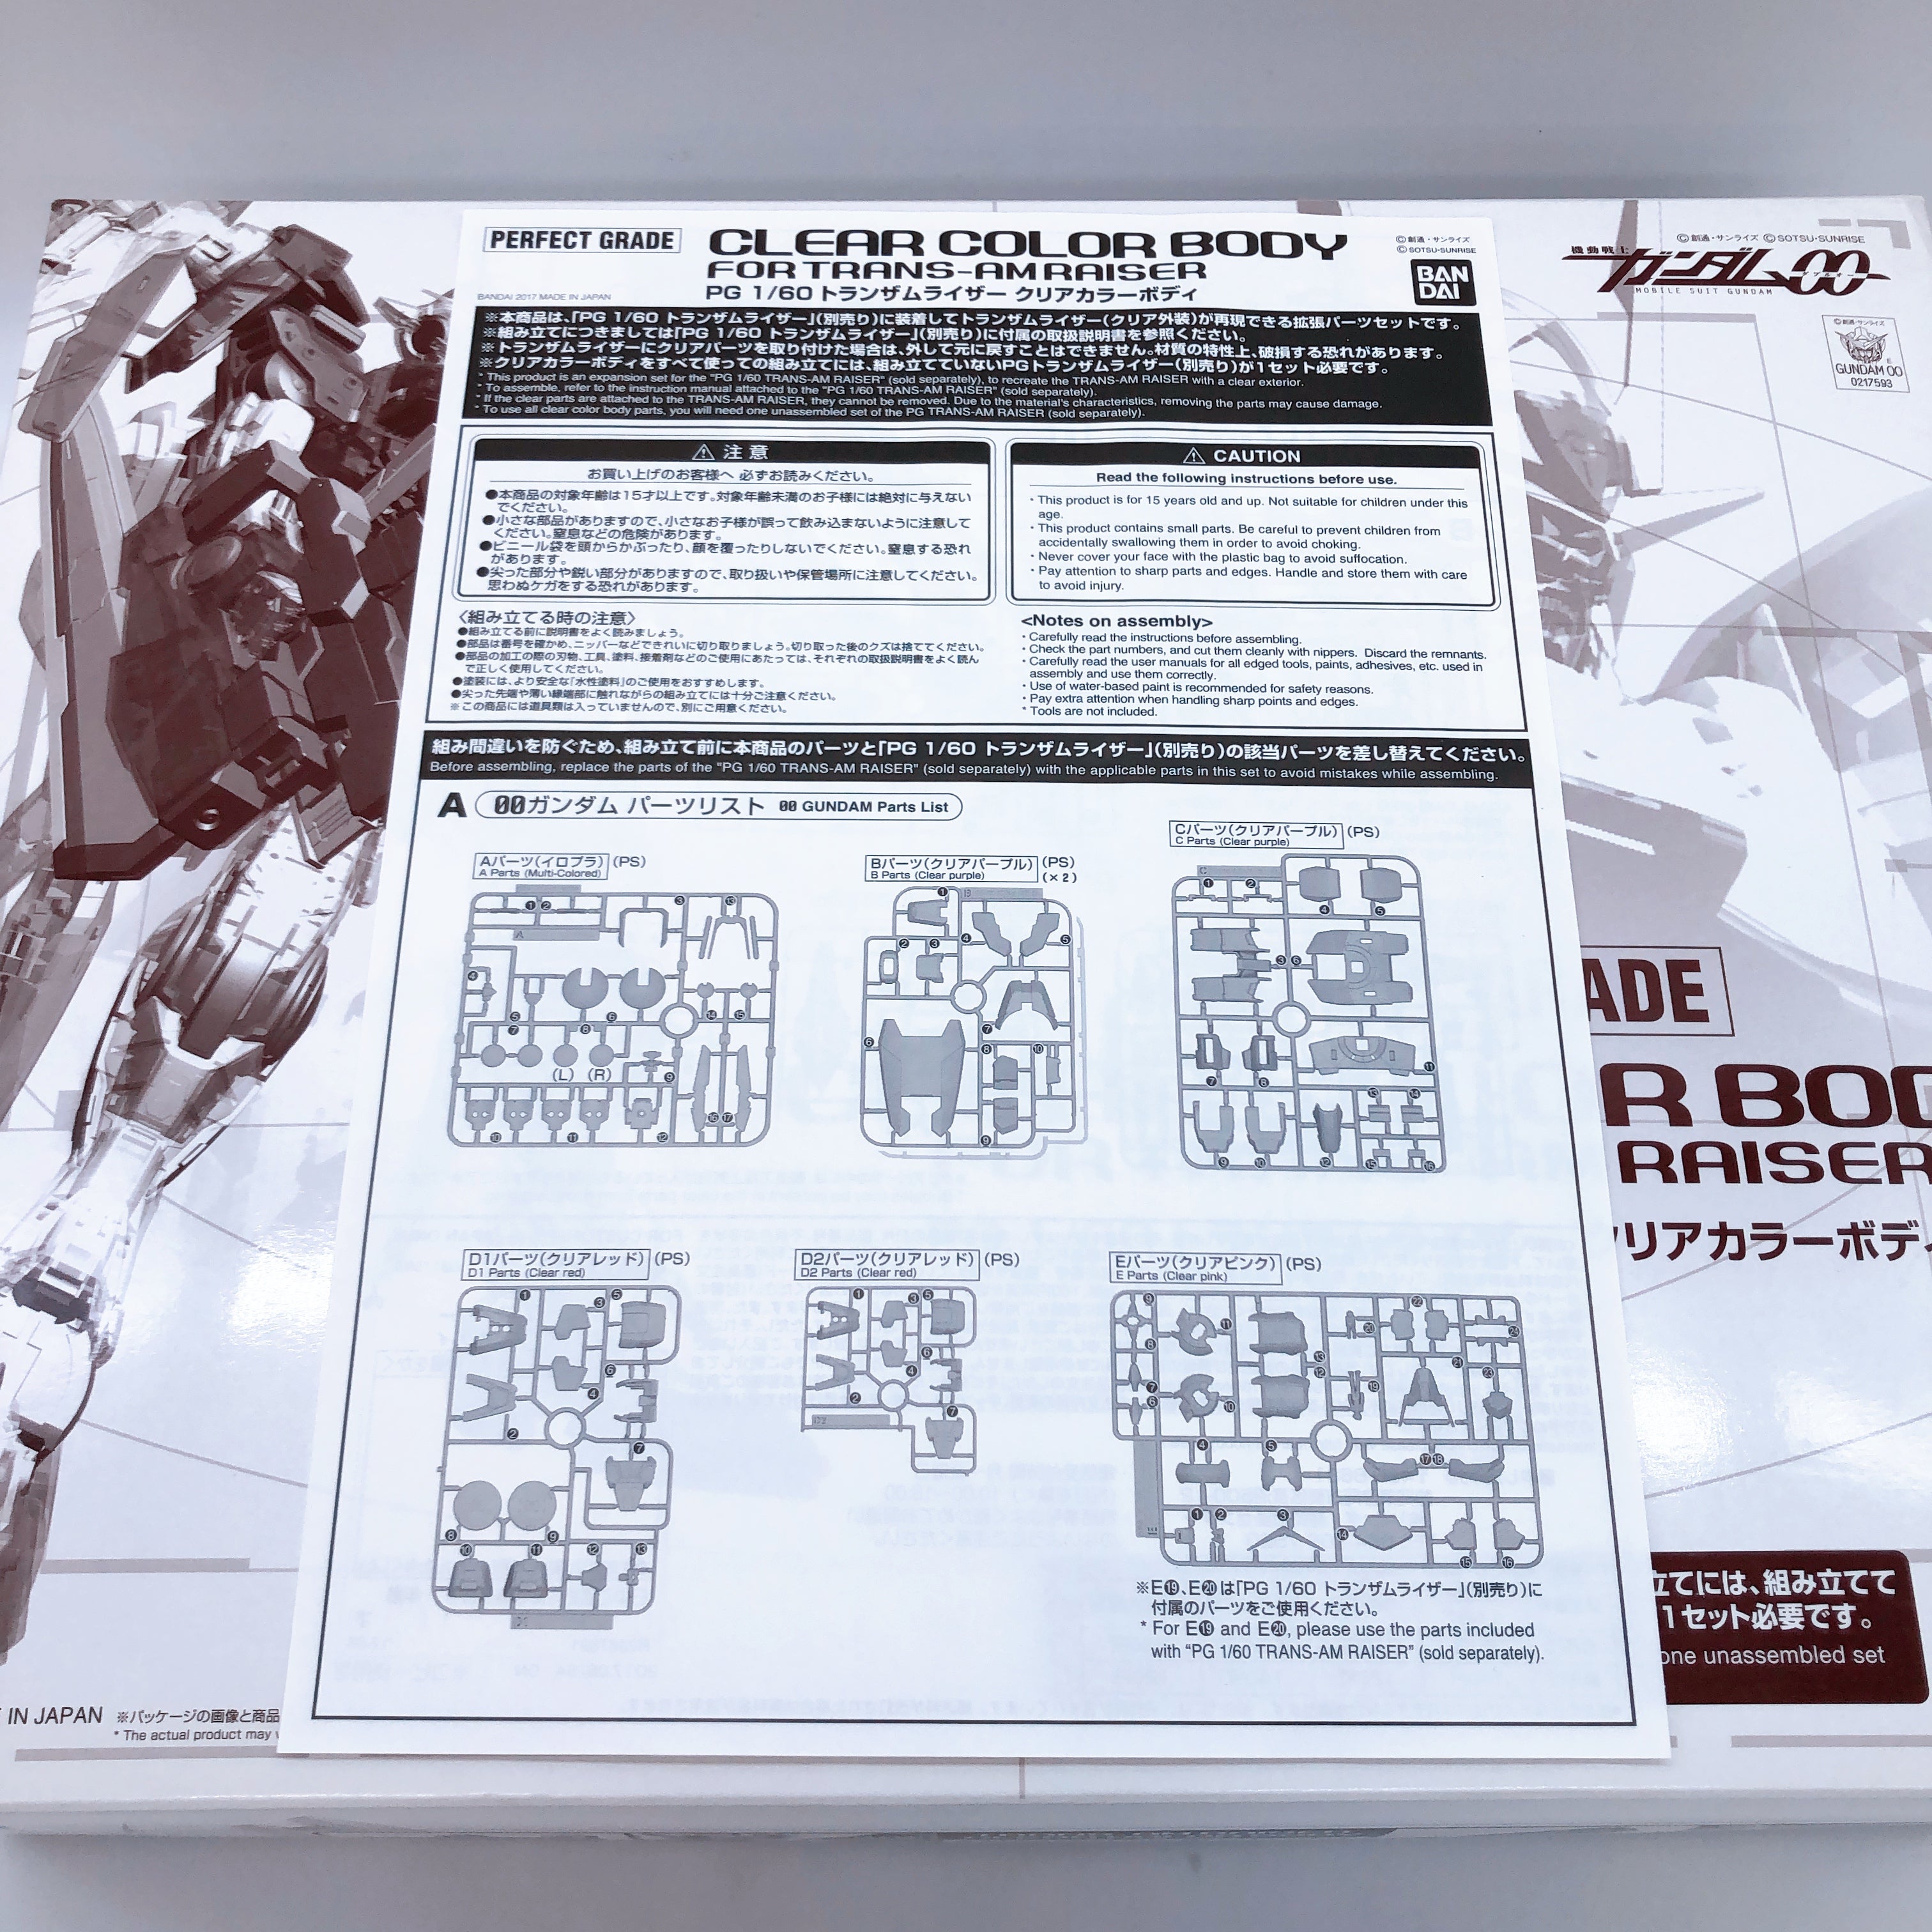 PERFECT GRADE
CLEAR COLOR BODY
FOR TRANS-AM RAISER
PG 1/60 トランザムライザー クリアカラーボディ
BANDAI 2017 MADE IN JAPAN
©創通・サンライズ
©SOTSU·SUNRISE
BAN
DAI
※本商品は、「PG 1/60 トランザムライザー」(別売り)に装着してトランザムライザー(クリア外装)が再現できる拡張パーツセットです。
※組み立てにつきましては「PG 1/60 トランザムライザー」(別売り)に付属の取扱説明書を参照ください。
※トランザムライザーにクリアパーツを取り付けた場合は、外して元に戻すことはできません。材質の特性上、破損する恐れがあります。
※クリアカラーボディをすべて使っての組み立てには、組み立てていないPGトランザムライザー(別売り)が1セット必要です。
* This product is an expansion set for the "PG 1/60 TRANS-AM RAISER" (sold separately), to recreate the TRANS-AM RAISER with a clear exterior.
* To assemble, refer to the instruction manual attached to the "PG 1/60 TRANS-AM RAISER" (sold separately).
* If the clear parts are attached to the TRANS-AM RAISER, they cannot be removed. Due to the material's characteristics, removing the parts may cause damage.
* To use all clear color body parts, you will need one unassembled set of the PG TRANS-AM RAISER (sold separately).
⚠ 注意
お買い上げのお客様へ 必ずお読みください。
●本商品の対象年齢は15才以上です。対象年齢未満のお子様には絶対に与えない
でください。
●小さな部品がありますので、小さなお子様が誤って飲み込まないように注意して
ください。窒息などの危険があります。
●ビニール袋を頭からかぶったり、顔を覆ったりしないでください。窒息する恐れ
があります。
●尖った部分や鋭い部分がありますので、取り扱いや保管場所に注意してください。
思わぬケガをする恐れがあります。
⚠ CAUTION
Read the following instructions before use.
・This product is for 15 years old and up. Not suitable for children under this
age.
・This product contains small parts. Be careful to prevent children from
accidentally swallowing them in order to avoid choking.
・Never cover your face with the plastic bag to avoid suffocation.
・Pay attention to sharp parts and edges. Handle and store them with care
to avoid injury.
〈組み立てる時の注意〉
●組み立てる前に説明書をよく読みましょう。
●部品は番号を確かめ、ニッパーなどできれいに切り取りましょう。切り取った後のクズは捨ててください。
●部品の加工の際の刃物、工具、塗料、接着剤などのご使用にあたっては、それぞれの取扱説明書をよく読ん
で正しく使用してください。
●塗装には、より安全な「水性塗料」のご使用をおすすめします。
●尖った先端や薄い縁端部に触れながらの組み立てには十分ご注意ください。
※この商品には道具類は入っていませんので、別にご用意ください。
<Notes on assembly>
・Carefully read the instructions before assembling.
・Check the part numbers, and cut them cleanly with nippers. Discard the remnants.
・Carefully read the user manuals for all edged tools, paints, adhesives, etc. used in
assembly and use them correctly.
・Use of water-based paint is recommended for safety reasons.
・Pay extra attention when handling sharp points and edges.
* Tools are not included.
組み間違いを防ぐため、組み立て前に本商品のパーツと「PG 1/60 トランザムライザー」(別売り)の該当パーツを差し替えてください。
Before assembling, replace the parts of the "PG 1/60 TRANS-AM RAISER" (sold separately) with the applicable parts in this set to avoid mistakes while assembling.
A 00ガンダム パーツリスト 00 GUNDAM Parts List
Aパーツ(イロプラ) (PS)
A Parts (Multi-Colored)
(L) (R)
Bパーツ(クリアパープル) (PS)
B Parts (Clear purple) (×2)
Cパーツ(クリアパープル) (PS)
C Parts (Clear purple)
D1パーツ(クリアレッド) (PS)
D1 Parts (Clear red)
D2パーツ(クリアレッド) (PS)
D2 Parts (Clear red)
Eパーツ(クリアピンク) (PS)
E Parts (Clear pink)
※E⓳、E⓴は「PG 1/60 トランザムライザー」(別売り)に
付属のパーツをご使用ください。
* For E⓳ and E⓴, please use the parts included
with "PG 1/60 TRANS-AM RAISER" (sold separately).
©創通・サンライズ ©SOTSU·SUNRISE
機動戦士
ガンダム00
ダブルオー
MOBILE SUIT GUNDAM
©創通・サンライズ
GUNDAM 00
0217593
ADE
R BOD
RAISER
クリアカラーボディ
立てには、組み立てて
1セット必要です。
one unassembled set
IN JAPAN
※パッケージの画像と商品
* The actual product may